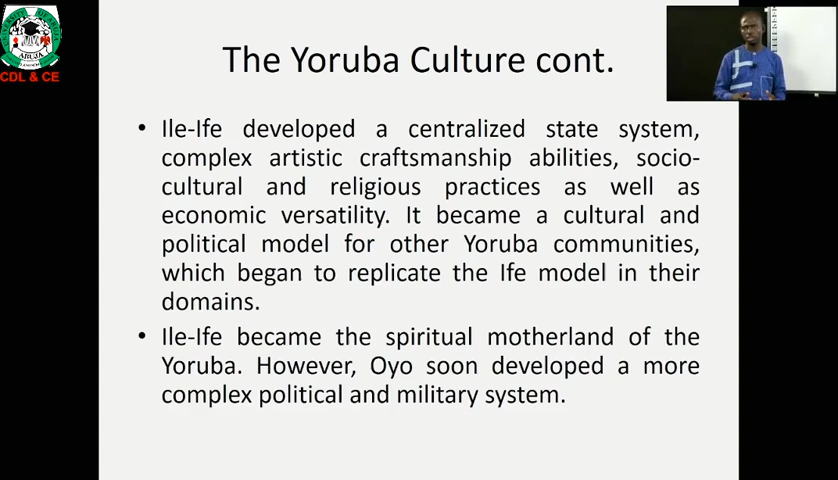 The Yoruba Culture cont.
• Ile-Ife developed a centralized state system,
complex artistic craftsmanship abilities, socio-
cultural and religious practices as well as
economic versatility. It became a cultural and
political model for other Yoruba communities,
which began to replicate the Ife model in their
domains.
• Ile-Ife became the spiritual motherland of the
Yoruba. However, Oyo soon developed a more
complex political and military system.
ABUJA
CDL & CE